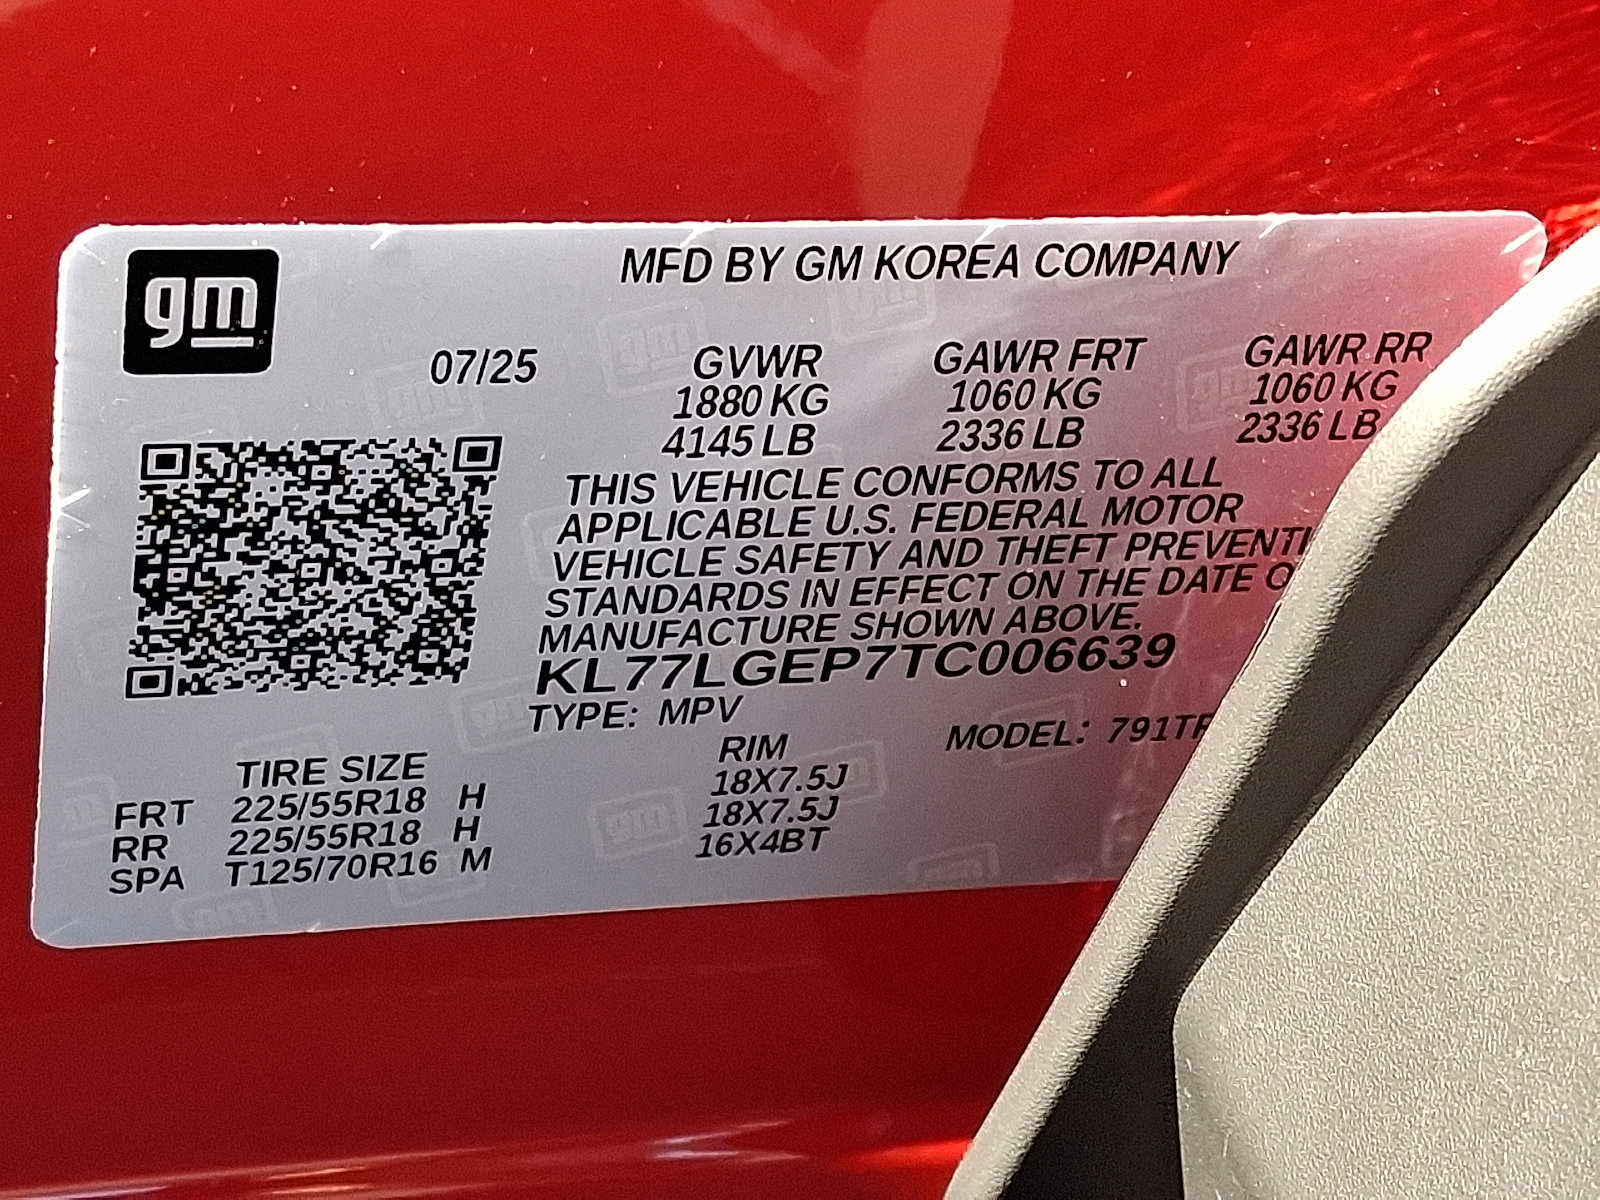 gm
MFD BY GM KOREA COMPANY
07/25 GVWR GAWR FRT GAWR RR
1880 KG 1060 KG 1060 KG
4145 LB 2336 LB 2336 LB
THIS VEHICLE CONFORMS TO ALL
APPLICABLE U.S. FEDERAL MOTOR
VEHICLE SAFETY AND THEFT
STANDARDS IN EFFECT ON THE DATE
MANUFACTURE SHOWN ABOVE.
KL77LGEP7TC006639
TYPE: MPV MODEL:
TIRE SIZE RIM
FRT 225/55R18 H 18X7.5J
RR 225/55R18 H 18X7.5J
SPA T125/70R16 M 16X4BT